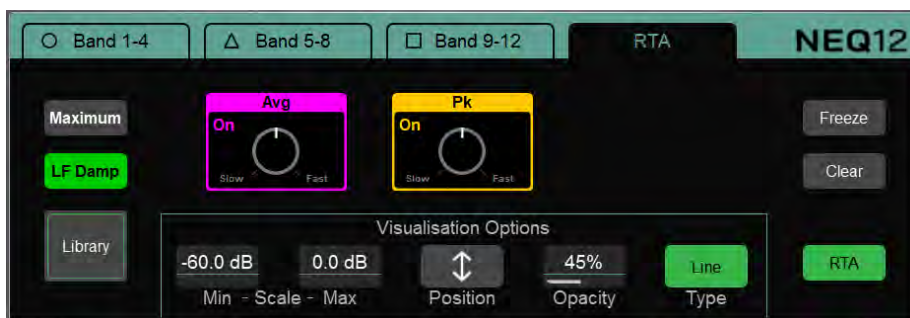 Band 1-4 Band 5-8 Band 9-12 RTA NEQ12
Maximum
LF Damp
Library
Avg
On
Slow Fast
Pk
On
Slow Fast
Freeze
Clear
RTA
Visualisation Options
-60.0 dB 0.0 dB 45% Line
Min - Scale - Max Position Opacity Type